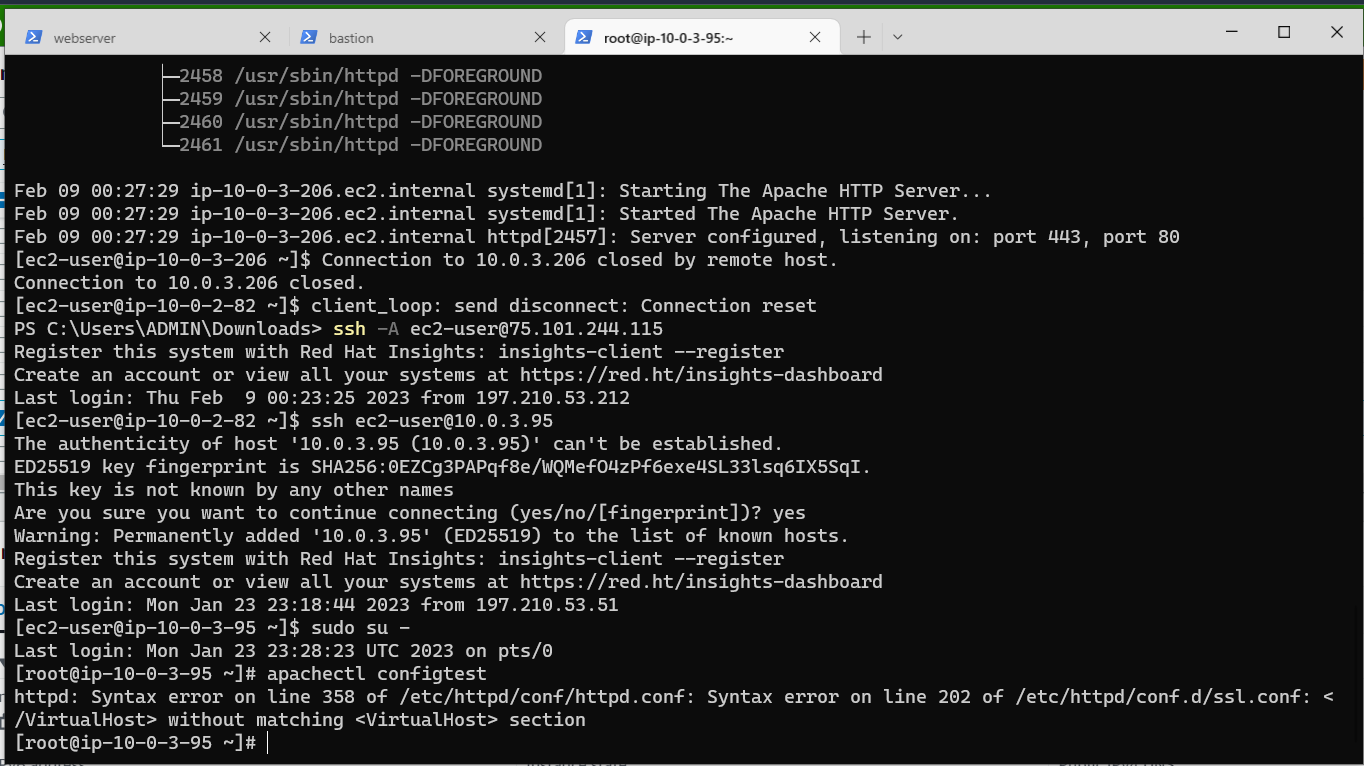 webserver
bastion
root@ip-10-0-3-95:~
├─2458 /usr/sbin/httpd -DFOREGROUND
├─2459 /usr/sbin/httpd -DFOREGROUND
├─2460 /usr/sbin/httpd -DFOREGROUND
└─2461 /usr/sbin/httpd -DFOREGROUND
Feb 09 00:27:29 ip-10-0-3-206.ec2.internal systemd[1]: Starting The Apache HTTP Server...
Feb 09 00:27:29 ip-10-0-3-206.ec2.internal systemd[1]: Started The Apache HTTP Server.
Feb 09 00:27:29 ip-10-0-3-206.ec2.internal httpd[2457]: Server configured, listening on: port 443, port 80
[ec2-user@ip-10-0-3-206 ~]$ Connection to 10.0.3.206 closed by remote host.
Connection to 10.0.3.206 closed.
[ec2-user@ip-10-0-2-82 ~]$ client_loop: send disconnect: Connection reset
PS C:\Users\ADMIN\Downloads> ssh -A ec2-user@75.101.244.115
Register this system with Red Hat Insights: insights-client --register
Create an account or view all your systems at https://red.ht/insights-dashboard
Last login: Thu Feb  9 00:23:25 2023 from 197.210.53.212
[ec2-user@ip-10-0-2-82 ~]$ ssh ec2-user@10.0.3.95
The authenticity of host '10.0.3.95 (10.0.3.95)' can't be established.
ED25519 key fingerprint is SHA256:0EZCg3PAPqf8e/WQMefO4zPf6exe4SL33lsq6IX5SqI.
This key is not known by any other names
Are you sure you want to continue connecting (yes/no/[fingerprint])? yes
Warning: Permanently added '10.0.3.95' (ED25519) to the list of known hosts.
Register this system with Red Hat Insights: insights-client --register
Create an account or view all your systems at https://red.ht/insights-dashboard
Last login: Mon Jan 23 23:18:44 2023 from 197.210.53.51
[ec2-user@ip-10-0-3-95 ~]$ sudo su -
Last login: Mon Jan 23 23:28:23 UTC 2023 on pts/0
[root@ip-10-0-3-95 ~]# apachectl configtest
httpd: Syntax error on line 358 of /etc/httpd/conf/httpd.conf: Syntax error on line 202 of /etc/httpd/conf.d/ssl.conf: <
/VirtualHost> without matching <VirtualHost> section
[root@ip-10-0-3-95 ~]#